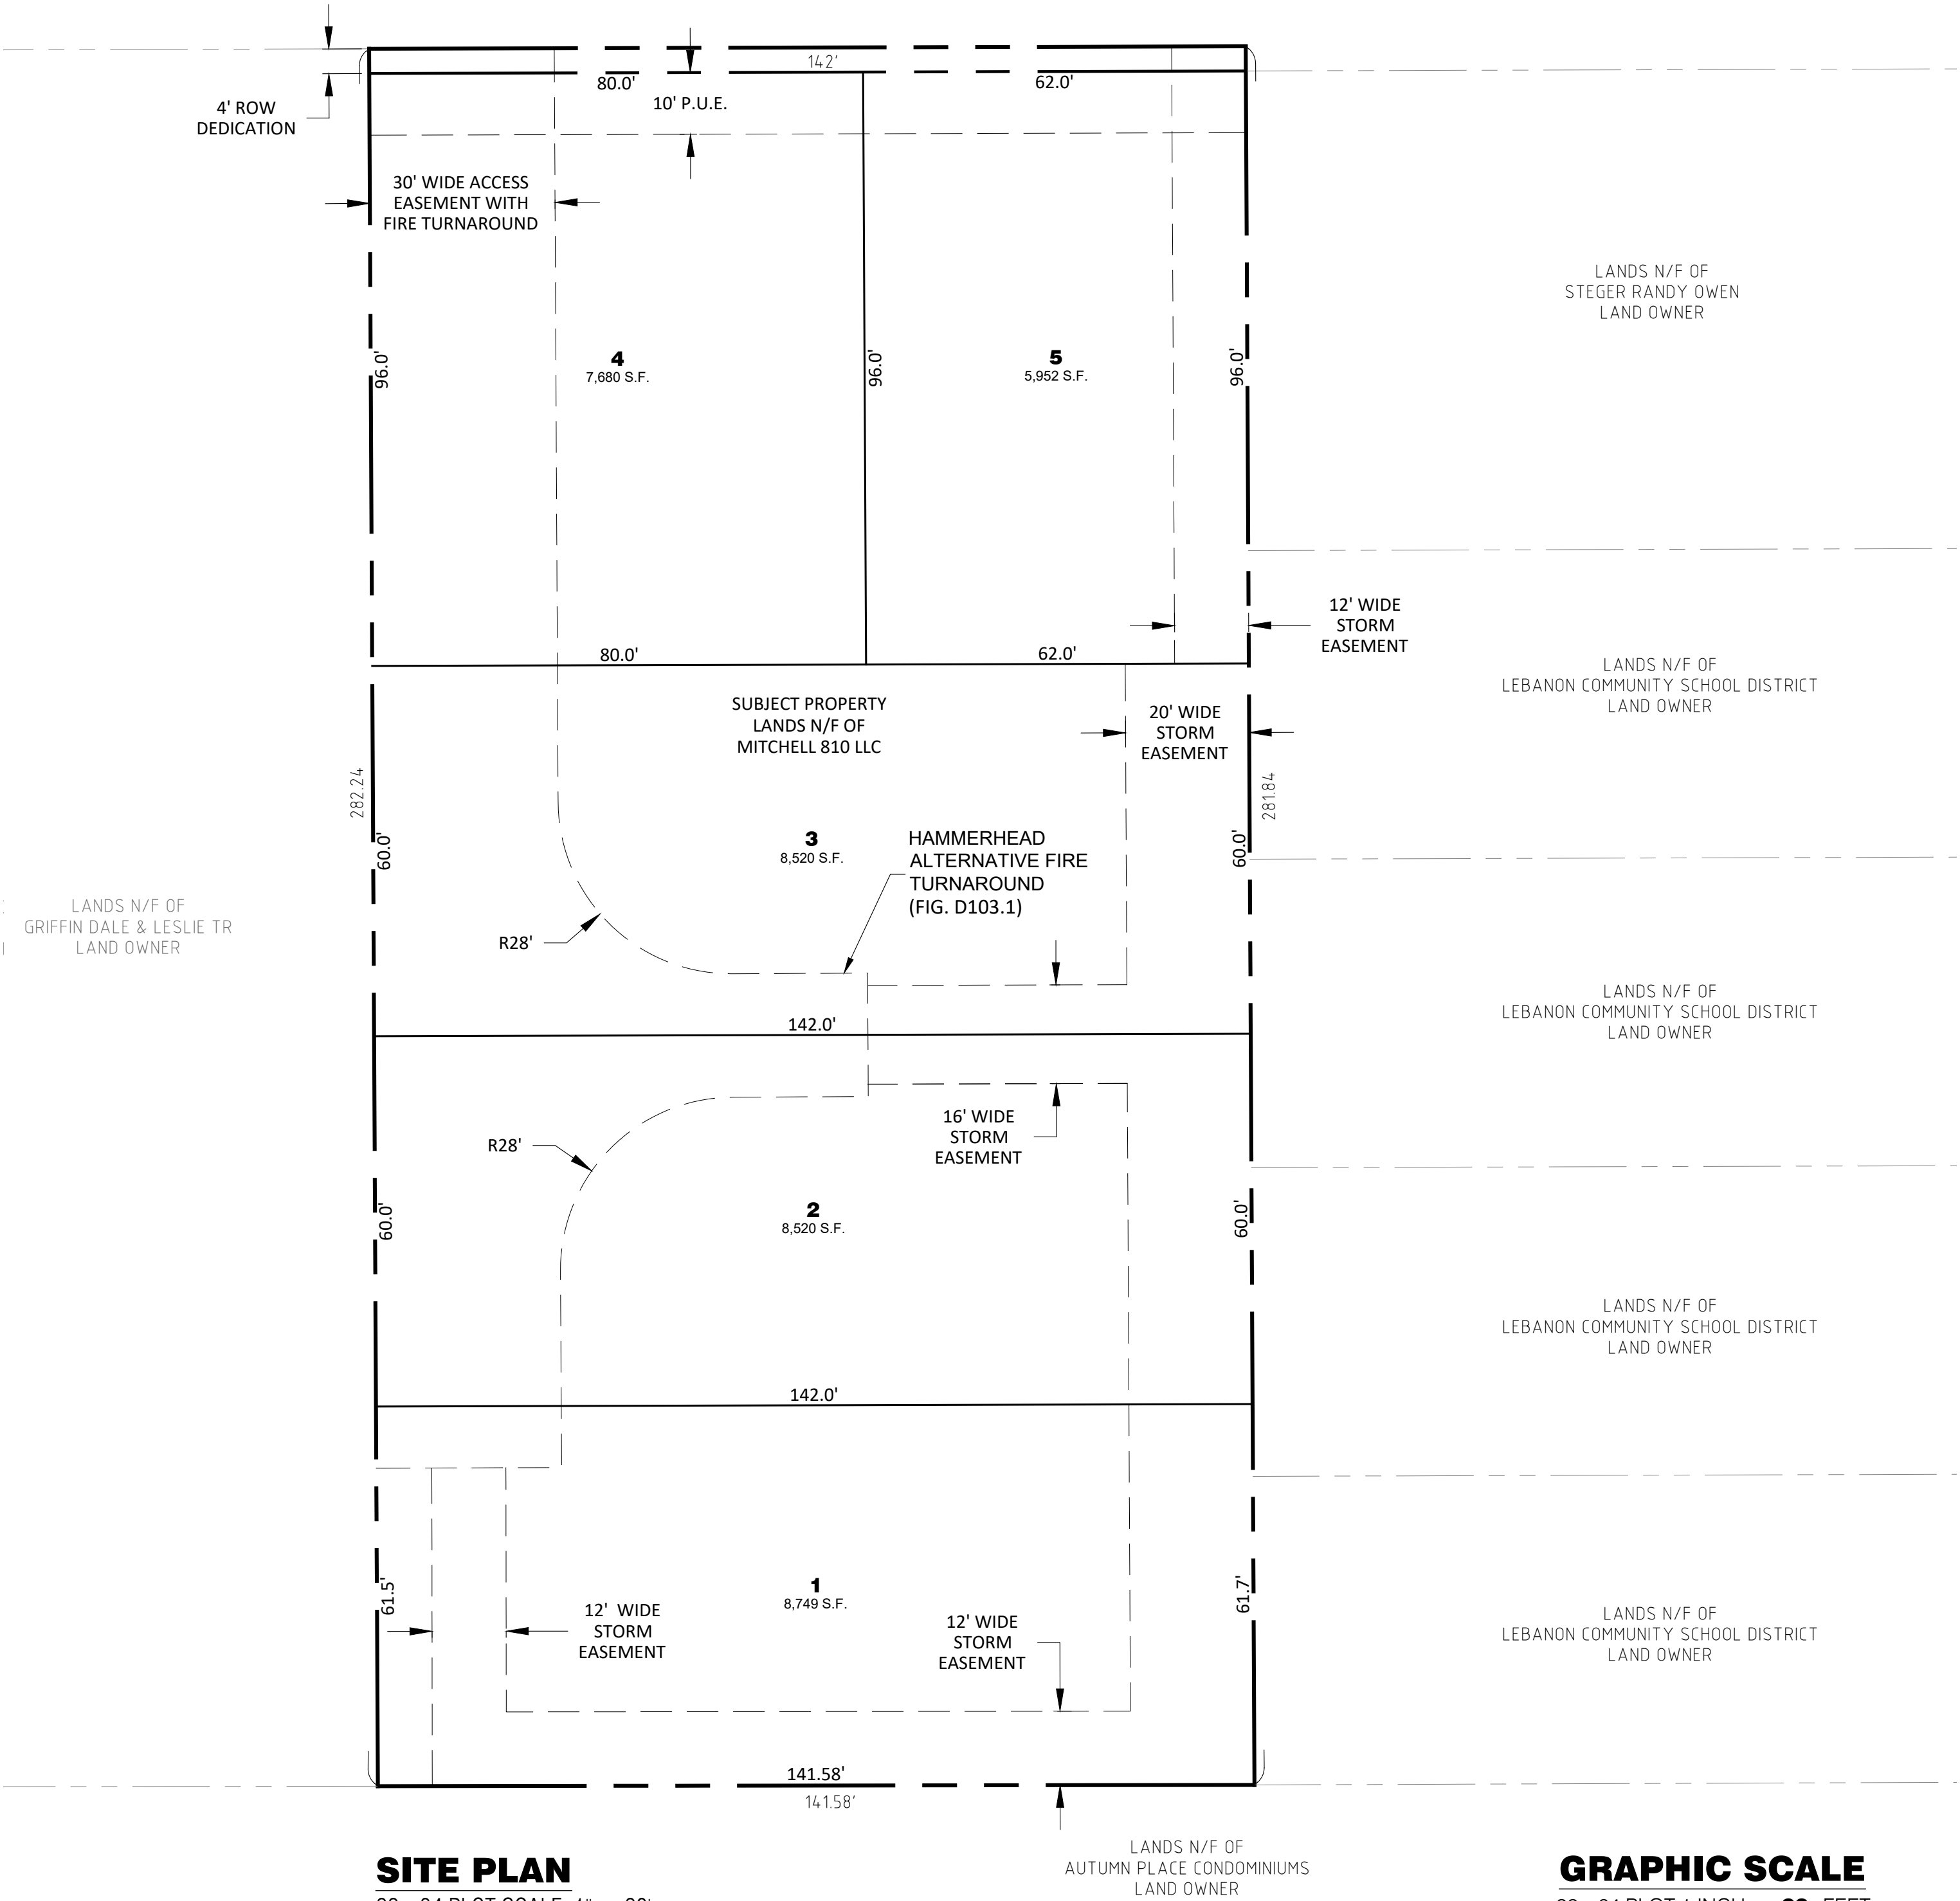 142'
80.0'
62.0'
4' ROW
DEDICATION
10' P.U.E.
30' WIDE ACCESS
EASEMENT WITH
FIRE TURNAROUND
LANDS N/F OF
STEGER RANDY OWEN
LAND OWNER
96.0'
4
7,680 S.F.
96.0'
5
5,952 S.F.
96.0'
12' WIDE
STORM
EASEMENT
80.0'
62.0'
SUBJECT PROPERTY
LANDS N/F OF
MITCHELL 810 LLC
20' WIDE
STORM
EASEMENT
LANDS N/F OF
LEBANON COMMUNITY SCHOOL DISTRICT
LAND OWNER
282.24
281.84
60.0'
3
8,520 S.F.
HAMMERHEAD
ALTERNATIVE FIRE
TURNAROUND
(FIG. D103.1)
60.0'
LANDS N/F OF
GRIFFIN DALE & LESLIE TR
LAND OWNER
R28'
LANDS N/F OF
LEBANON COMMUNITY SCHOOL DISTRICT
LAND OWNER
142.0'
R28'
16' WIDE
STORM
EASEMENT
60.0'
2
8,520 S.F.
60.0'
LANDS N/F OF
LEBANON COMMUNITY SCHOOL DISTRICT
LAND OWNER
142.0'
61.5'
1
8,749 S.F.
61.7'
12' WIDE
STORM
EASEMENT
12' WIDE
STORM
EASEMENT
LANDS N/F OF
LEBANON COMMUNITY SCHOOL DISTRICT
LAND OWNER
141.58'
141.58'
LANDS N/F OF
AUTUMN PLACE CONDOMINIUMS
LAND OWNER
SITE PLAN
GRAPHIC SCALE